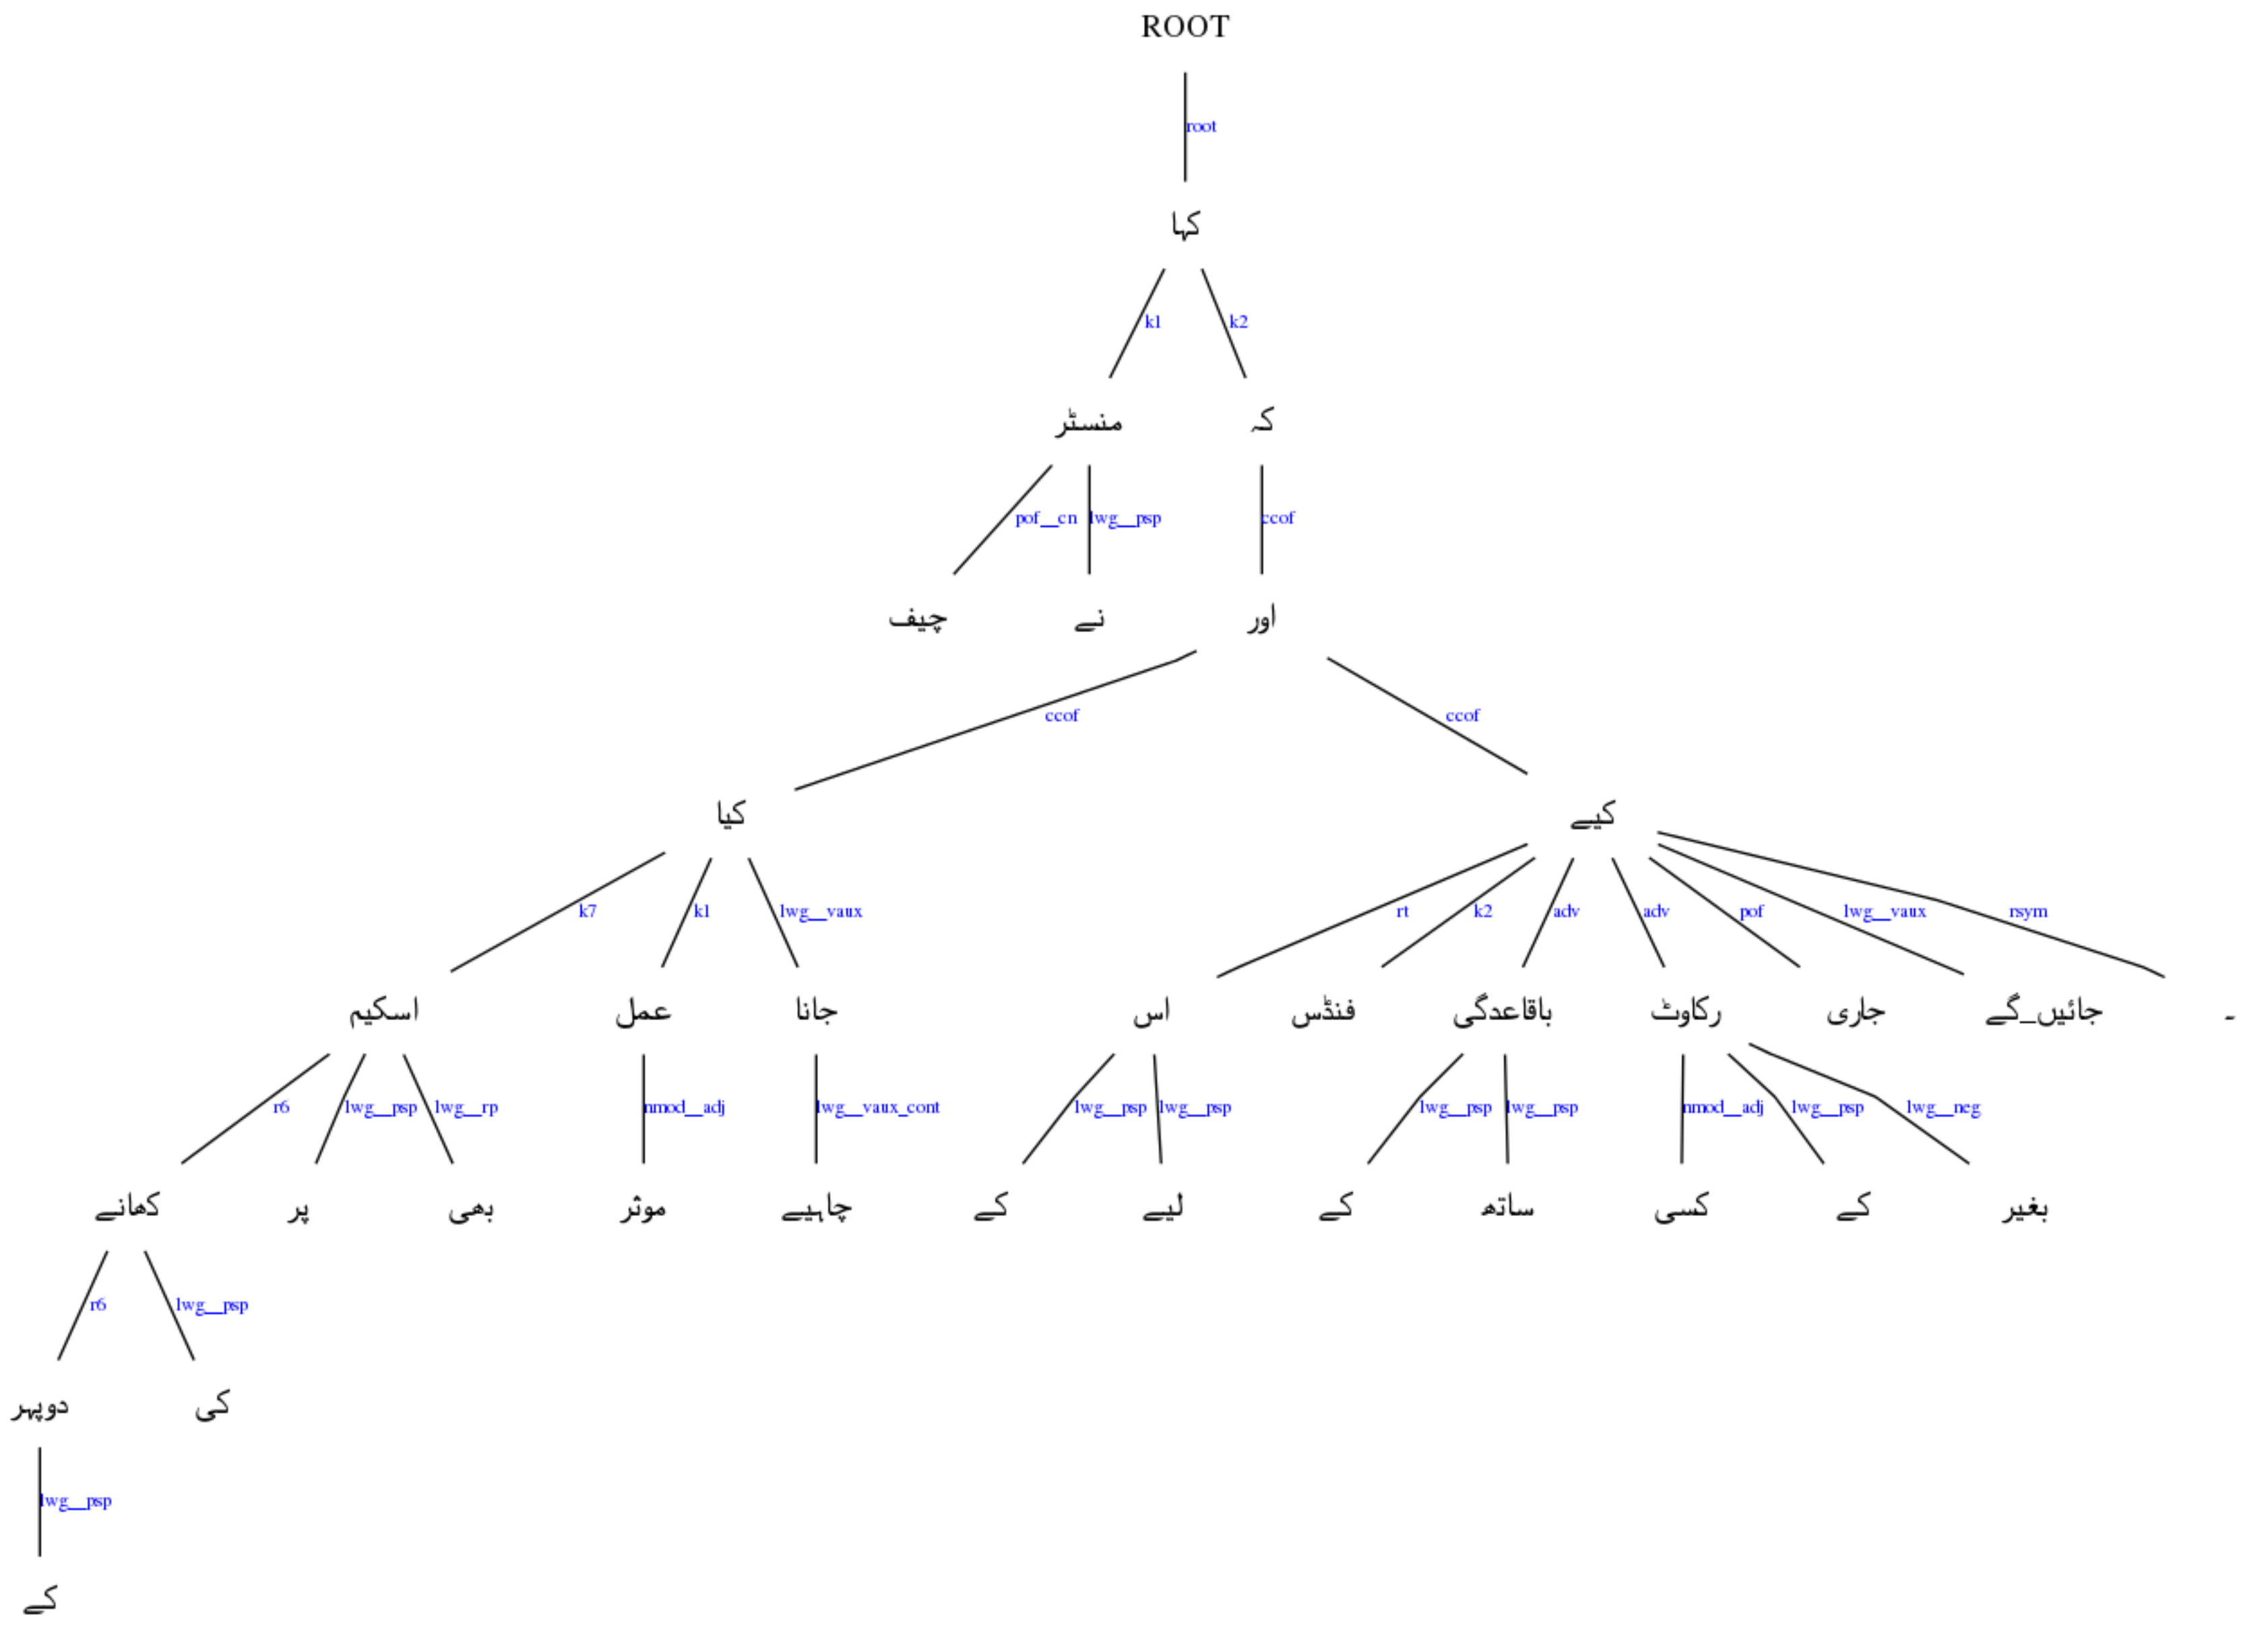 ROOT
root
کہا
k1 k2
منسٹر کہ
pof__cn lwg__psp ccof
چیف نے اور
ccof ccof
کیا کیے
k7 k1 lwg__vaux rt k2 adv adv pof lwg__vaux rsym
اسکیم عمل جانا اس فنڈس باقاعدگی رکاوٹ جاری جائیں_گے ۔
r6 lwg__psp lwg__rp nmod__adj lwg__vaux_cont lwg__psp lwg__psp lwg__psp lwg__psp nmod__adj lwg__psp lwg__neg
کھانے پر بھی موثر چاہیے کے لیے کے ساتھ کسی کے بغیر
r6 lwg__psp
دوپہر کی
lwg__psp
کے